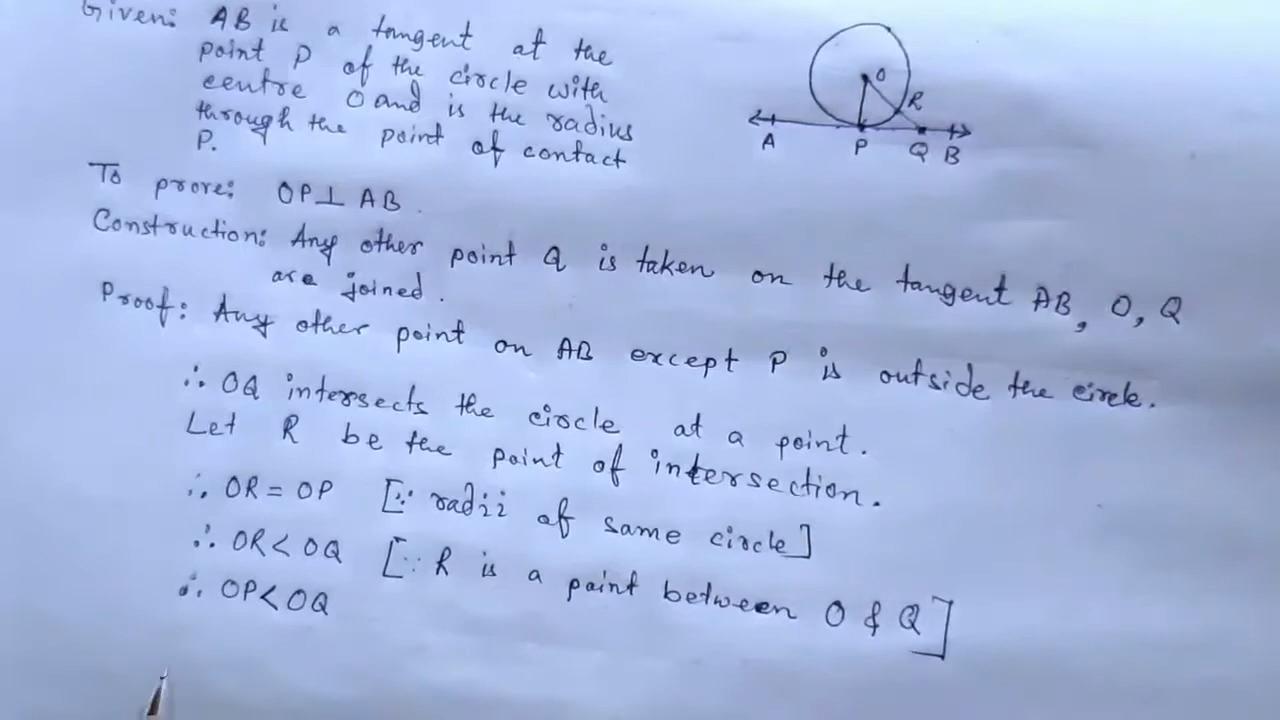 Given: AB is a tangent at the
point P of the circle with
centre O and is the radius
through the point of contact
P.
O
R
A
P
Q
B
To prove: OP⊥AB.
Construction: Any other point Q is taken on the tangent AB, O, Q
are joined.
Proof: Any other point on AB except P is outside the circle.
∴ OQ intersects the circle at a point.
Let R be the point of intersection.
∴ OR = OP [∵ radii of same circle]
∴ OR < OQ [∵ R is a point between O & Q]
∴ OP < OQ